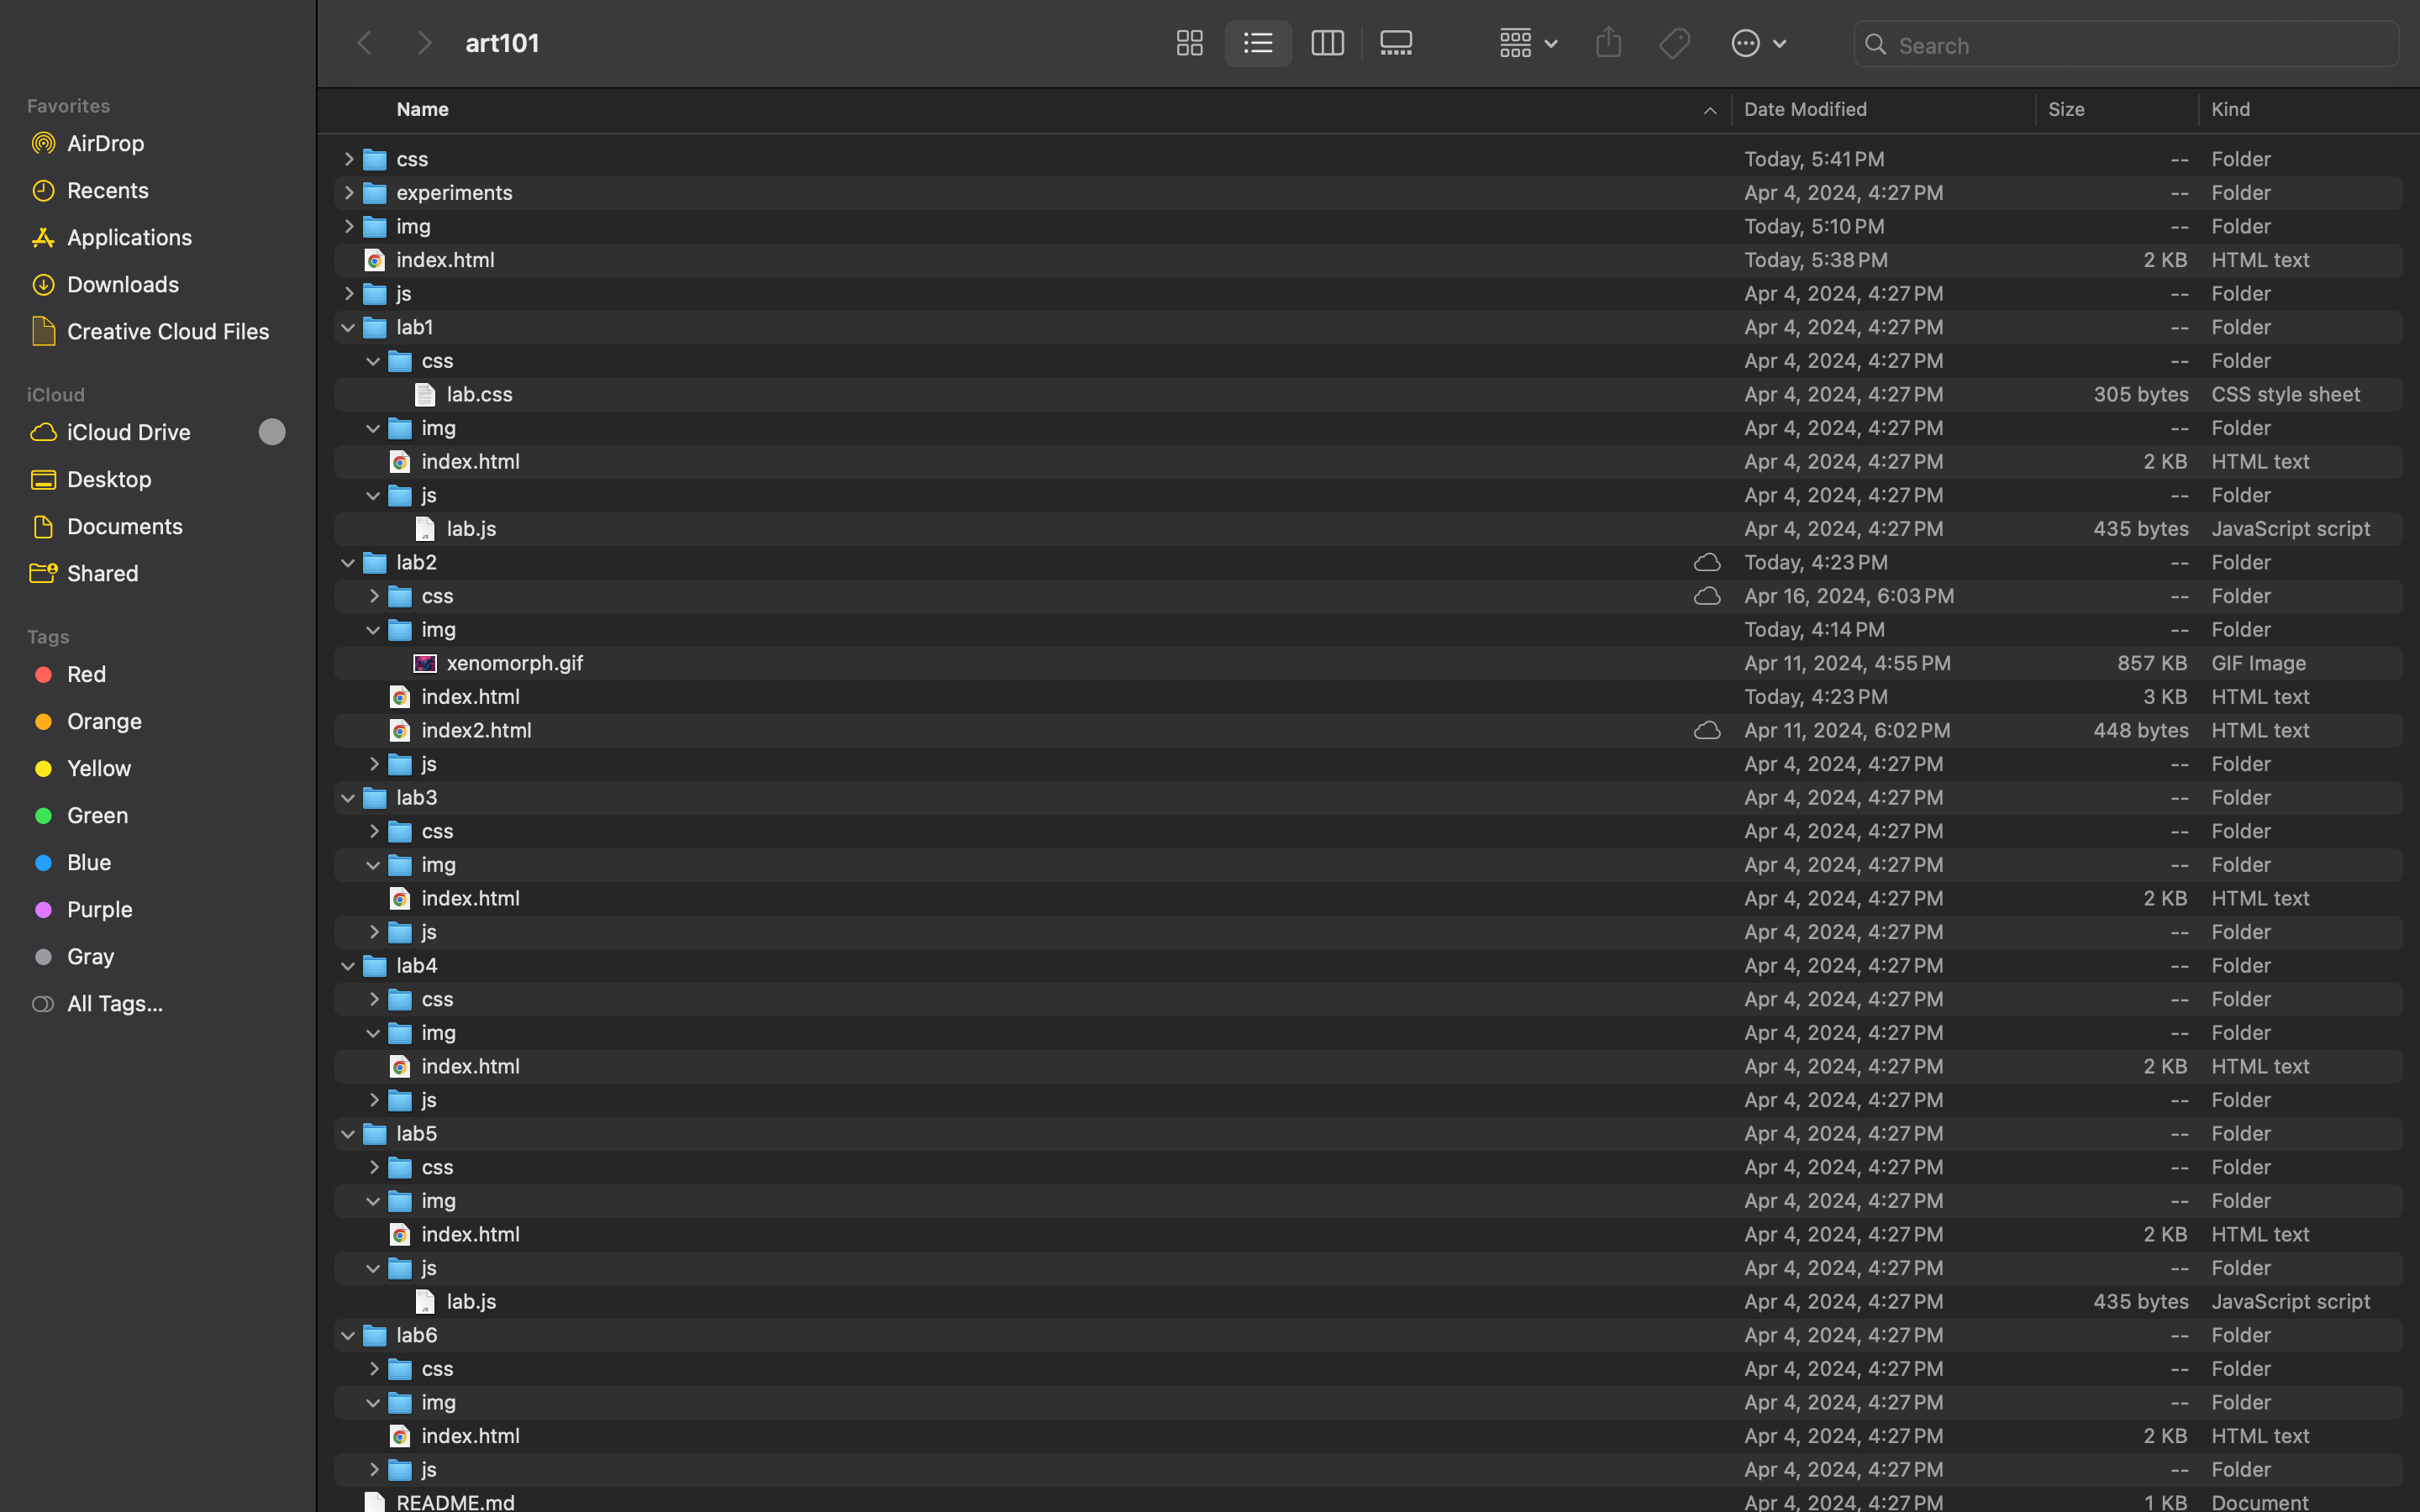 art101
Search
Favorites
AirDrop
Recents
Applications
Downloads
Creative Cloud Files
iCloud
iCloud Drive
Desktop
Documents
Shared
Tags
Red
Orange
Yellow
Green
Blue
Purple
Gray
All Tags...
Name Date Modified Size Kind
css Today, 5:41 PM -- Folder
experiments Apr 4, 2024, 4:27 PM -- Folder
img Today, 5:10 PM -- Folder
index.html Today, 5:38 PM 2 KB HTML text
js Apr 4, 2024, 4:27 PM -- Folder
lab1 Apr 4, 2024, 4:27 PM -- Folder
css Apr 4, 2024, 4:27 PM -- Folder
lab.css Apr 4, 2024, 4:27 PM 305 bytes CSS style sheet
img Apr 4, 2024, 4:27 PM -- Folder
index.html Apr 4, 2024, 4:27 PM 2 KB HTML text
js Apr 4, 2024, 4:27 PM -- Folder
lab.js Apr 4, 2024, 4:27 PM 435 bytes JavaScript script
lab2 Today, 4:23 PM -- Folder
css Apr 16, 2024, 6:03 PM -- Folder
img Today, 4:14 PM -- Folder
xenomorph.gif Apr 11, 2024, 4:55 PM 857 KB GIF Image
index.html Today, 4:23 PM 3 KB HTML text
index2.html Apr 11, 2024, 6:02 PM 448 bytes HTML text
js Apr 4, 2024, 4:27 PM -- Folder
lab3 Apr 4, 2024, 4:27 PM -- Folder
css Apr 4, 2024, 4:27 PM -- Folder
img Apr 4, 2024, 4:27 PM -- Folder
index.html Apr 4, 2024, 4:27 PM 2 KB HTML text
js Apr 4, 2024, 4:27 PM -- Folder
lab4 Apr 4, 2024, 4:27 PM -- Folder
css Apr 4, 2024, 4:27 PM -- Folder
img Apr 4, 2024, 4:27 PM -- Folder
index.html Apr 4, 2024, 4:27 PM 2 KB HTML text
js Apr 4, 2024, 4:27 PM -- Folder
lab5 Apr 4, 2024, 4:27 PM -- Folder
css Apr 4, 2024, 4:27 PM -- Folder
img Apr 4, 2024, 4:27 PM -- Folder
index.html Apr 4, 2024, 4:27 PM 2 KB HTML text
js Apr 4, 2024, 4:27 PM -- Folder
lab.js Apr 4, 2024, 4:27 PM 435 bytes JavaScript script
lab6 Apr 4, 2024, 4:27 PM -- Folder
css Apr 4, 2024, 4:27 PM -- Folder
img Apr 4, 2024, 4:27 PM -- Folder
index.html Apr 4, 2024, 4:27 PM 2 KB HTML text
js Apr 4, 2024, 4:27 PM -- Folder
README.md Apr 4, 2024, 4:27 PM 1 KB Document